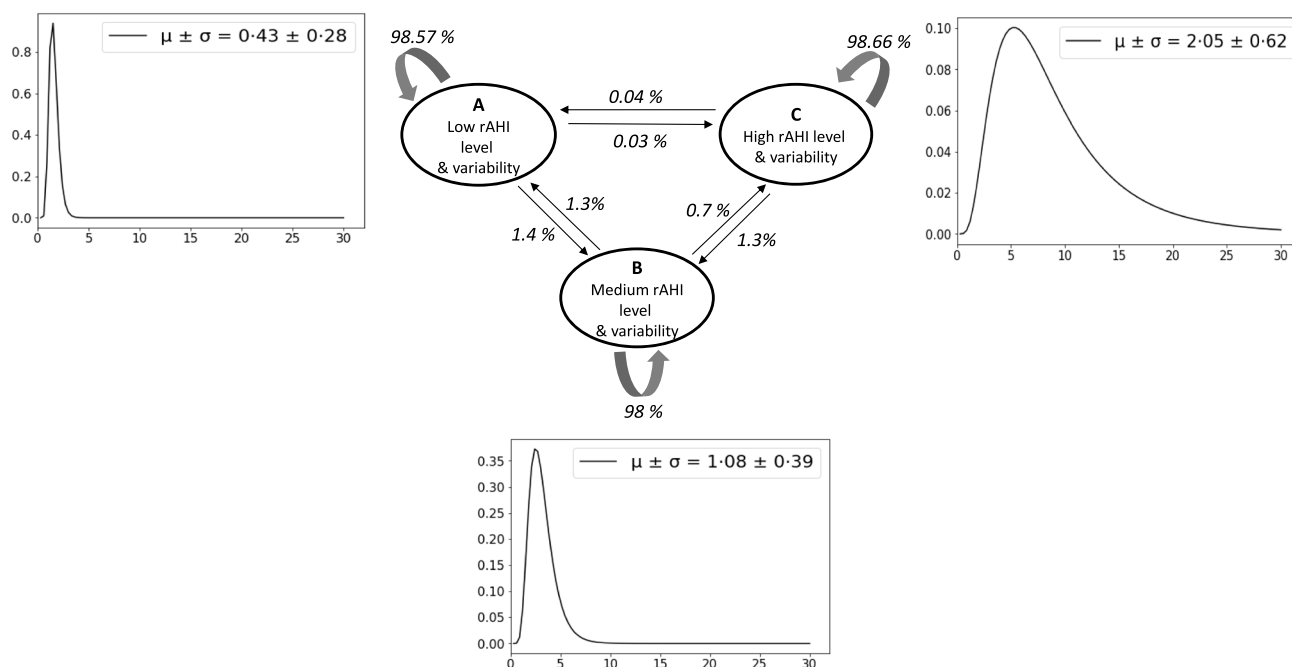 μ ± σ = 0·43 ± 0·28
0.8
0.6
0.4
0.2
0.0
0 5 10 15 20 25 30
98.57 %
A
Low rAHI
level
& variability
0.04 %
0.03 %
98.66 %
C
High rAHI level
& variability
1.3%
1.4 %
0.7 %
1.3%
B
Medium rAHI
level
& variability
98 %
μ ± σ = 2·05 ± 0·62
0.10
0.08
0.06
0.04
0.02
0.00
0 5 10 15 20 25 30
μ ± σ = 1·08 ± 0·39
0.35
0.30
0.25
0.20
0.15
0.10
0.05
0.00
0 5 10 15 20 25 30